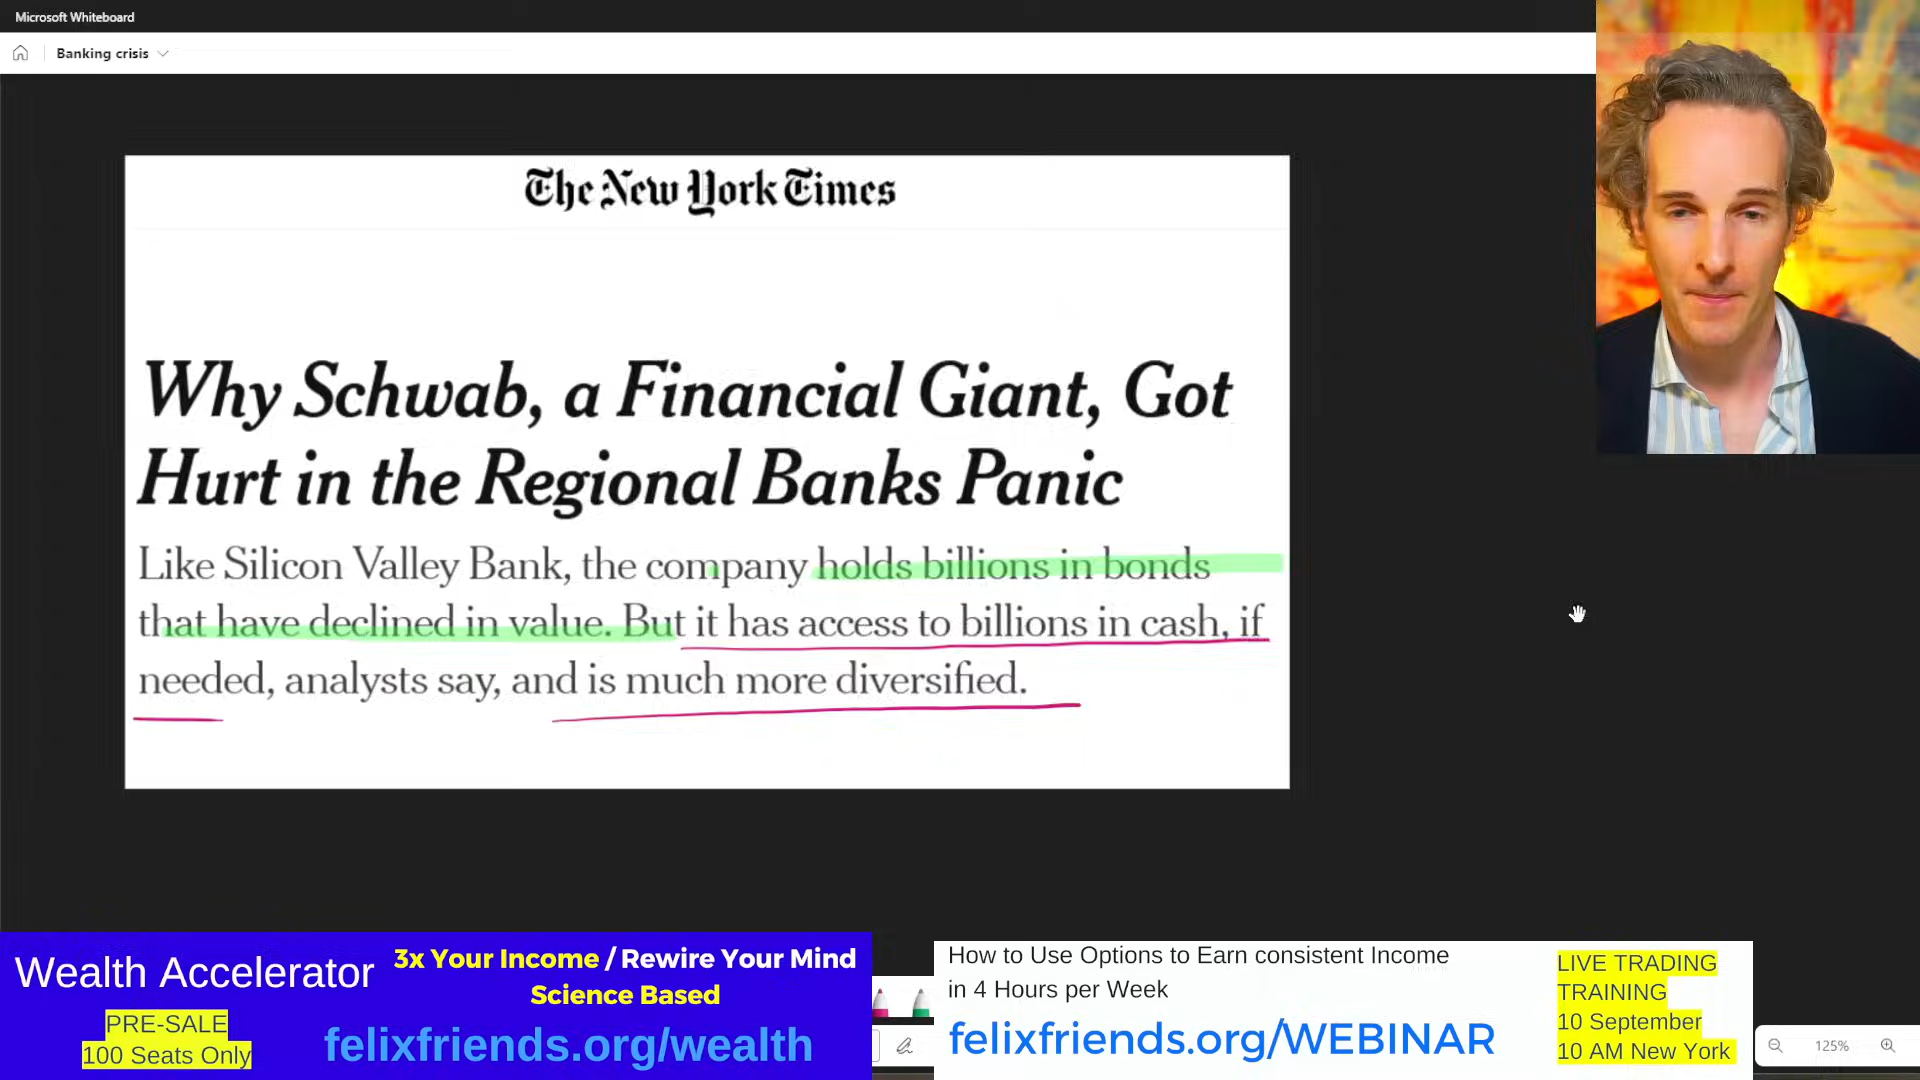 Microsoft Whiteboard
Banking crisis
The New York Times
Why Schwab, a Financial Giant, Got
Hurt in the Regional Banks Panic
Like Silicon Valley Bank, the company holds billions in bonds
that have declined in value. But it has access to billions in cash, if
needed, analysts say, and is much more diversified.
Wealth Accelerator
PRE-SALE
100 Seats Only
3x Your Income / Rewire Your Mind
Science Based
felixfriends.org/wealth
How to Use Options to Earn consistent Income
in 4 Hours per Week
felixfriends.org/WEBINAR
LIVE TRADING
TRAINING
10 September
10 AM New York
125%